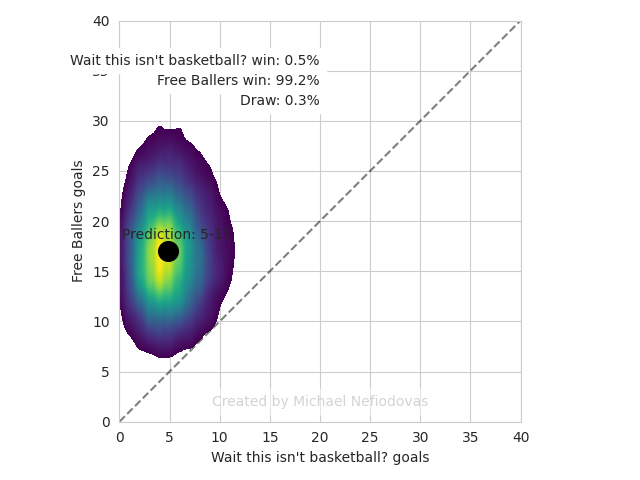 40
Wait this isn't basketball? win: 0.5%
Free Ballers win: 99.2%
Draw: 0.3%
30
25
20
15
10
5
0
Prediction: 5-
Created by Michael Nefiodovas
0 5 10 15 20 25 30 35 40
Wait this isn't basketball? goals
Free Ballers goals